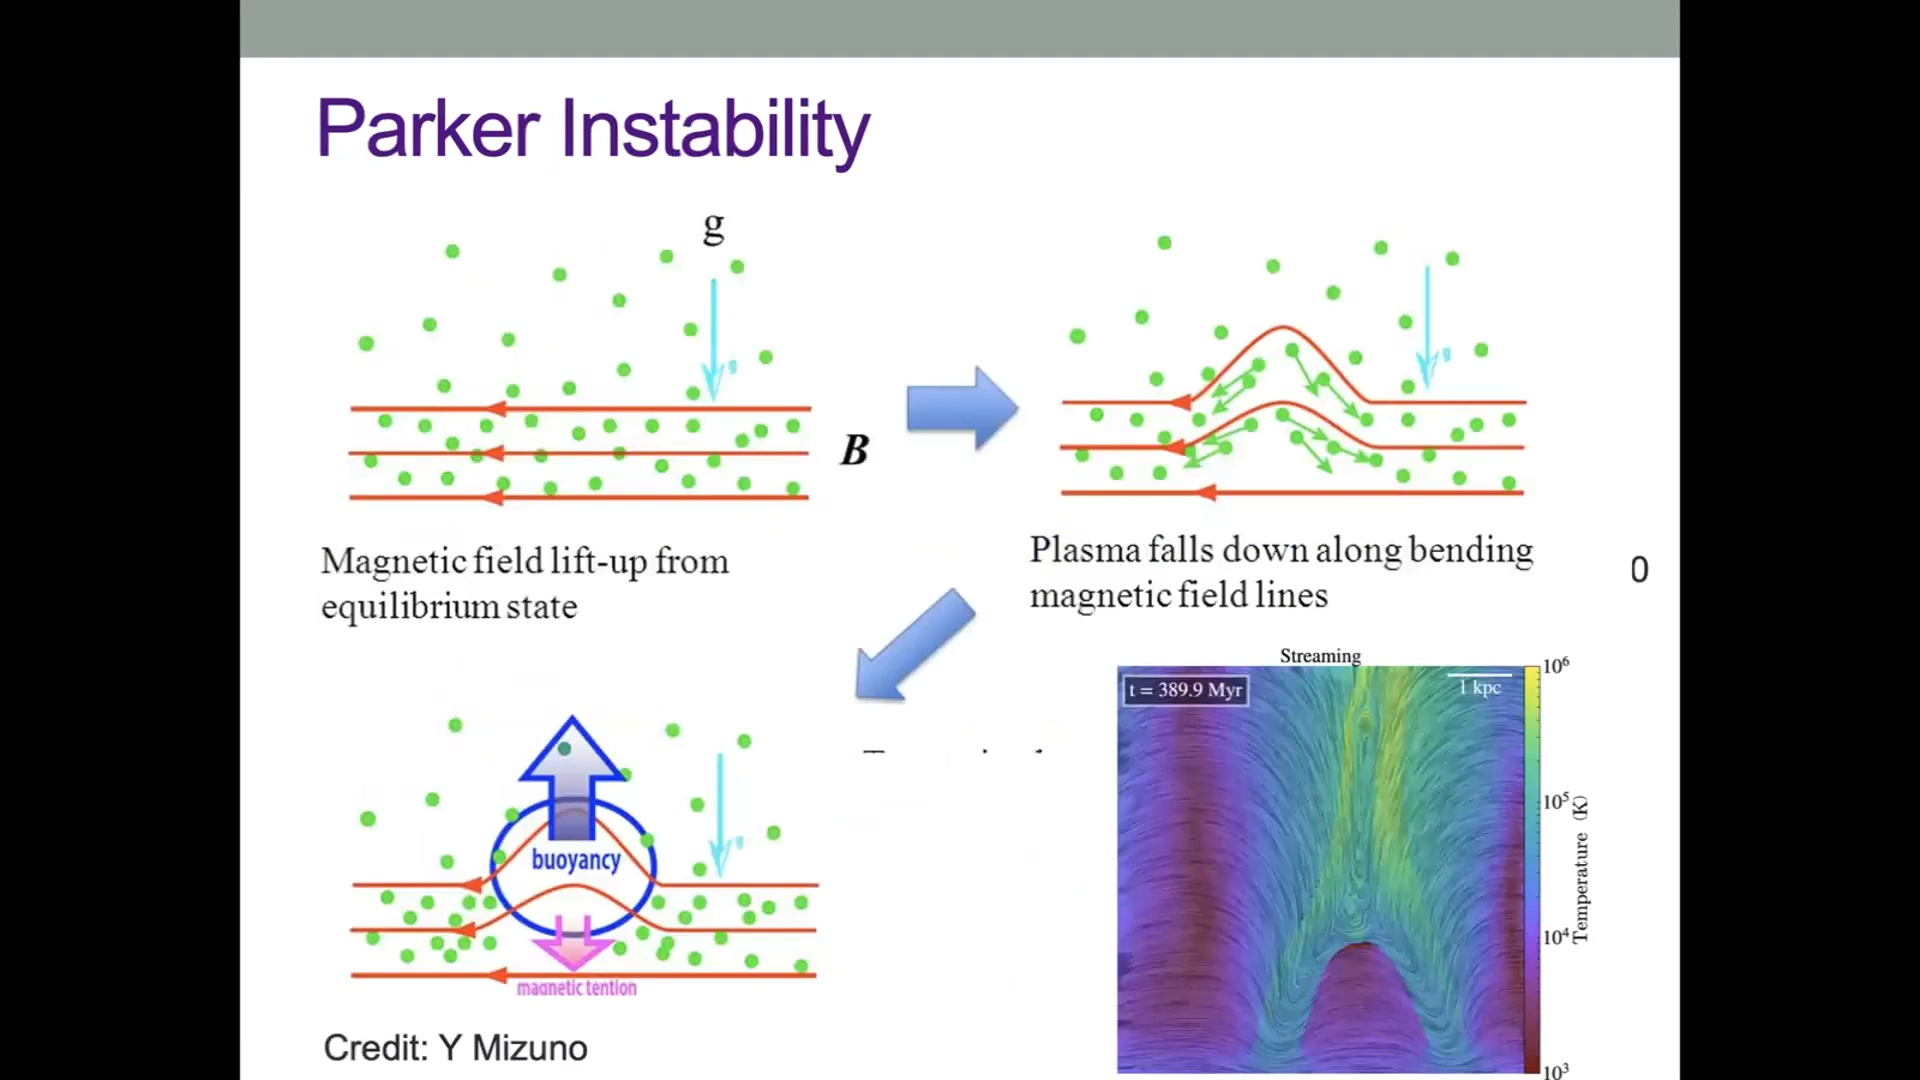 Parker Instability
g
g
B
g
Magnetic field lift-up from
equilibrium state
Plasma falls down along bending
magnetic field lines
0
buoyancy
g
magnetic tention
Credit: Y Mizuno
Streaming
t = 389.9 Myr
1 kpc
10⁶
10⁵
10⁴
10³
Temperature (K)